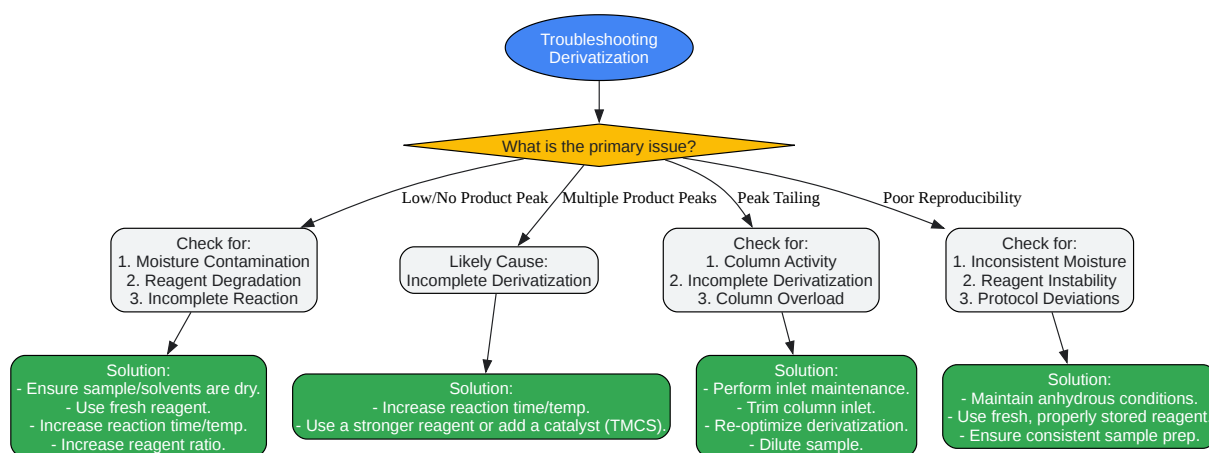 Troubleshooting
Derivatization
What is the primary issue?
Low/No Product Peak
Multiple Product Peaks
Peak Tailing
Poor Reproducibility
Check for:
1. Moisture Contamination
2. Reagent Degradation
3. Incomplete Reaction
Likely Cause:
Incomplete Derivatization
Check for:
1. Column Activity
2. Incomplete Derivatization
3. Column Overload
Check for:
1. Inconsistent Moisture
2. Reagent Instability
3. Protocol Deviations
Solution:
- Ensure sample/solvents are dry.
- Use fresh reagent.
- Increase reaction time/temp.
- Increase reagent ratio.
Solution:
- Increase reaction time/temp.
- Use a stronger reagent or add a catalyst (TMCS).
Solution:
- Perform inlet maintenance.
- Trim column inlet.
- Re-optimize derivatization.
- Dilute sample.
Solution:
- Maintain anhydrous conditions.
- Use fresh, properly stored reagent.
- Ensure consistent sample prep.